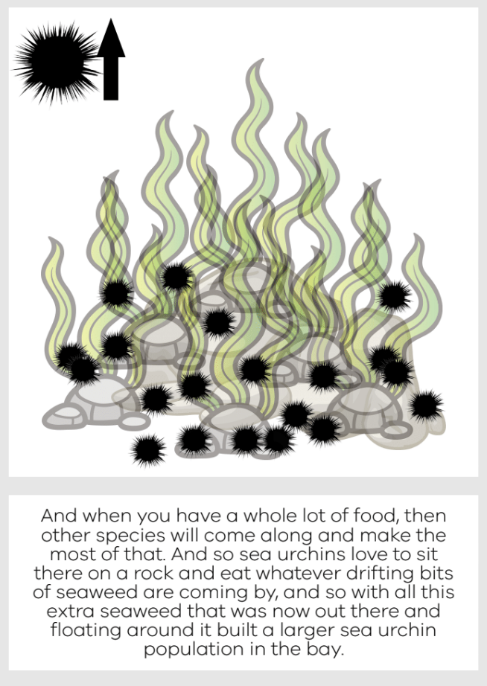 And when you have a whole lot of food, then
other species will come along and make the
most of that. And so sea urchins love to sit
there on a rock and eat whatever drifting bits
of seaweed are coming by, and so with all this
extra seaweed that was now out there and
floating around it built a larger sea urchin
population in the bay.